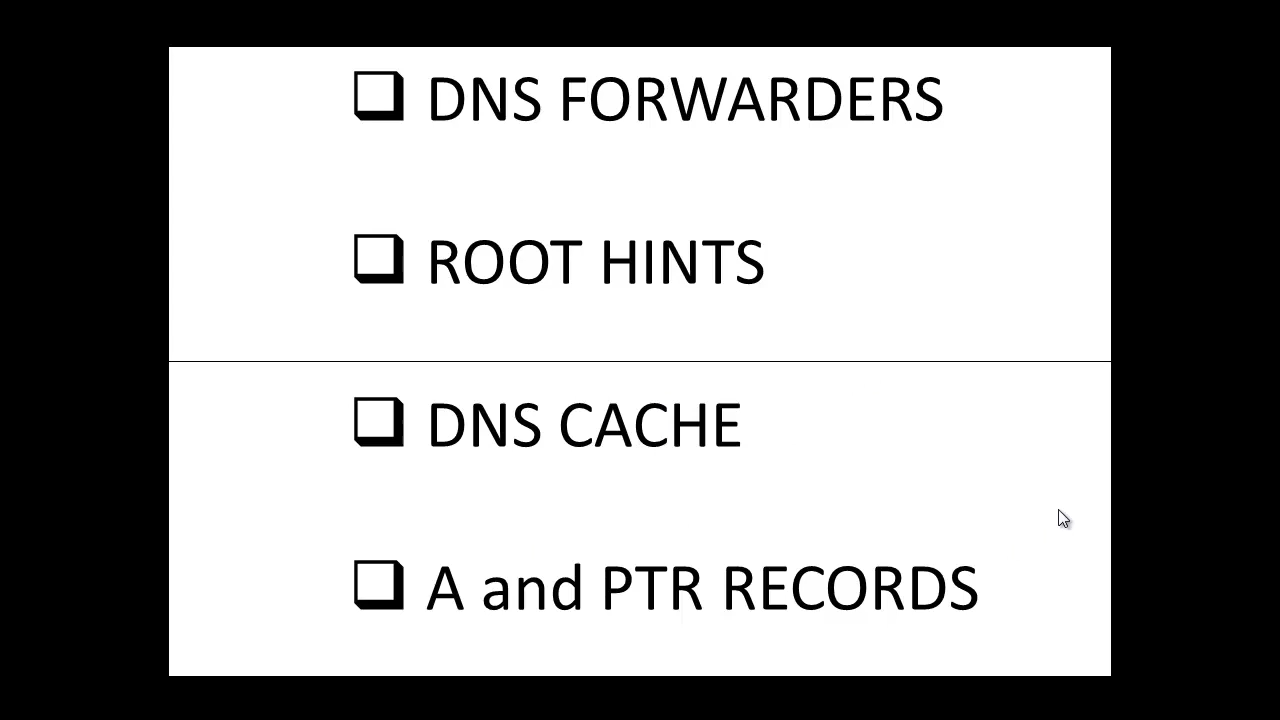 DNS FORWARDERS
ROOT HINTS
DNS CACHE
A and PTR RECORDS